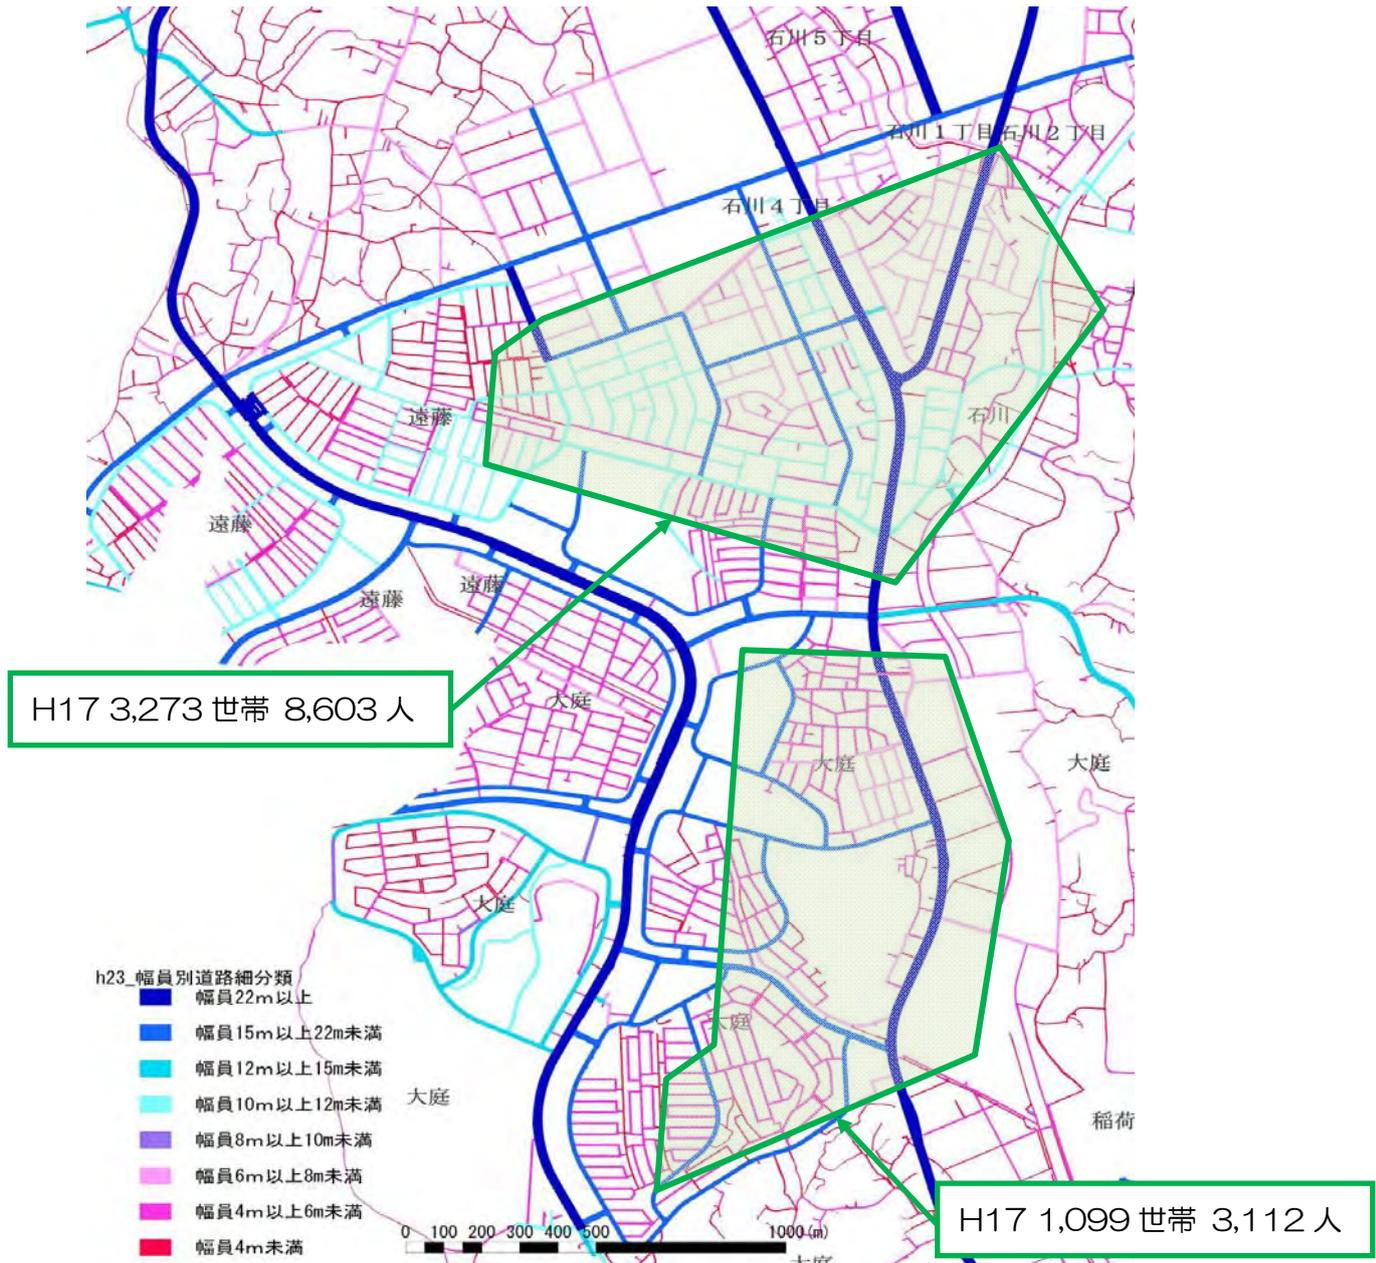 石川5丁目
石川1丁目
石川2丁目
石川4丁目
遠藤
石川
遠藤
遠藤
遠藤
H17 3,273 世帯 8,603 人
大庭
大庭
大庭
大庭
大庭
大庭
稲荷
h23_幅員別道路細分類
幅員22m以上
幅員15m以上22m未満
幅員12m以上15m未満
幅員10m以上12m未満
幅員8m以上10m未満
幅員6m以上8m未満
幅員4m以上6m未満
幅員4m未満
0 100 200 300 400 500 1000(m)
H17 1,099 世帯 3,112 人
大庭